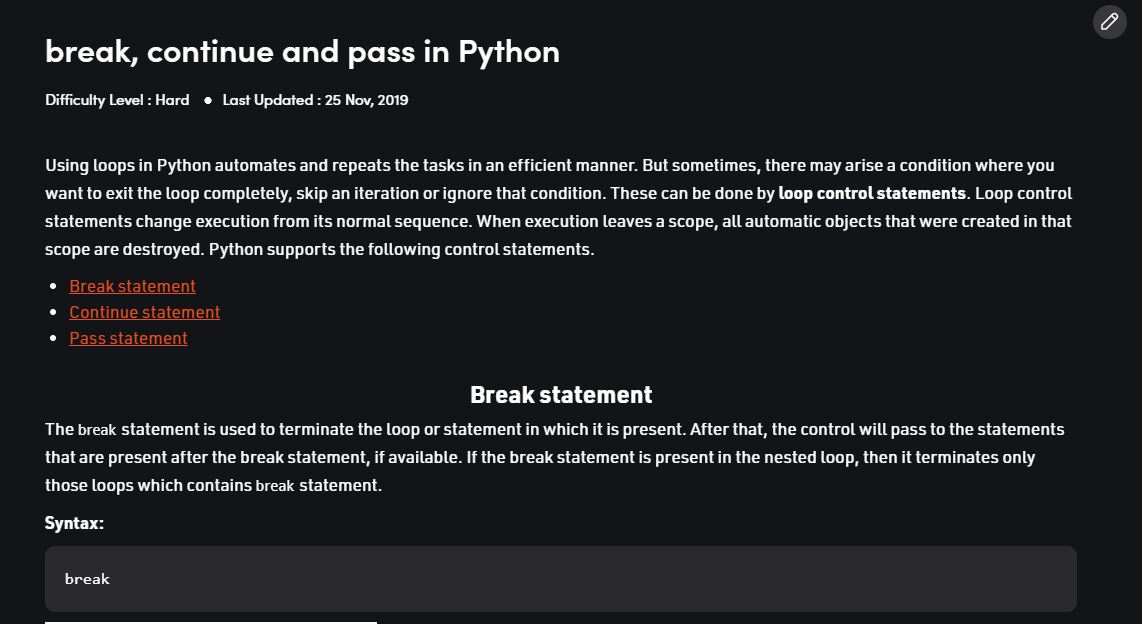 break, continue and pass in Python
Difficulty Level : Hard ● Last Updated : 25 Nov, 2019
Using loops in Python automates and repeats the tasks in an efficient manner. But sometimes, there may arise a condition where you
want to exit the loop completely, skip an iteration or ignore that condition. These can be done by loop control statements. Loop control
statements change execution from its normal sequence. When execution leaves a scope, all automatic objects that were created in that
scope are destroyed. Python supports the following control statements.
• Break statement
• Continue statement
• Pass statement
Break statement
The break statement is used to terminate the loop or statement in which it is present. After that, the control will pass to the statements
that are present after the break statement, if available. If the break statement is present in the nested loop, then it terminates only
those loops which contains break statement.
Syntax:
break